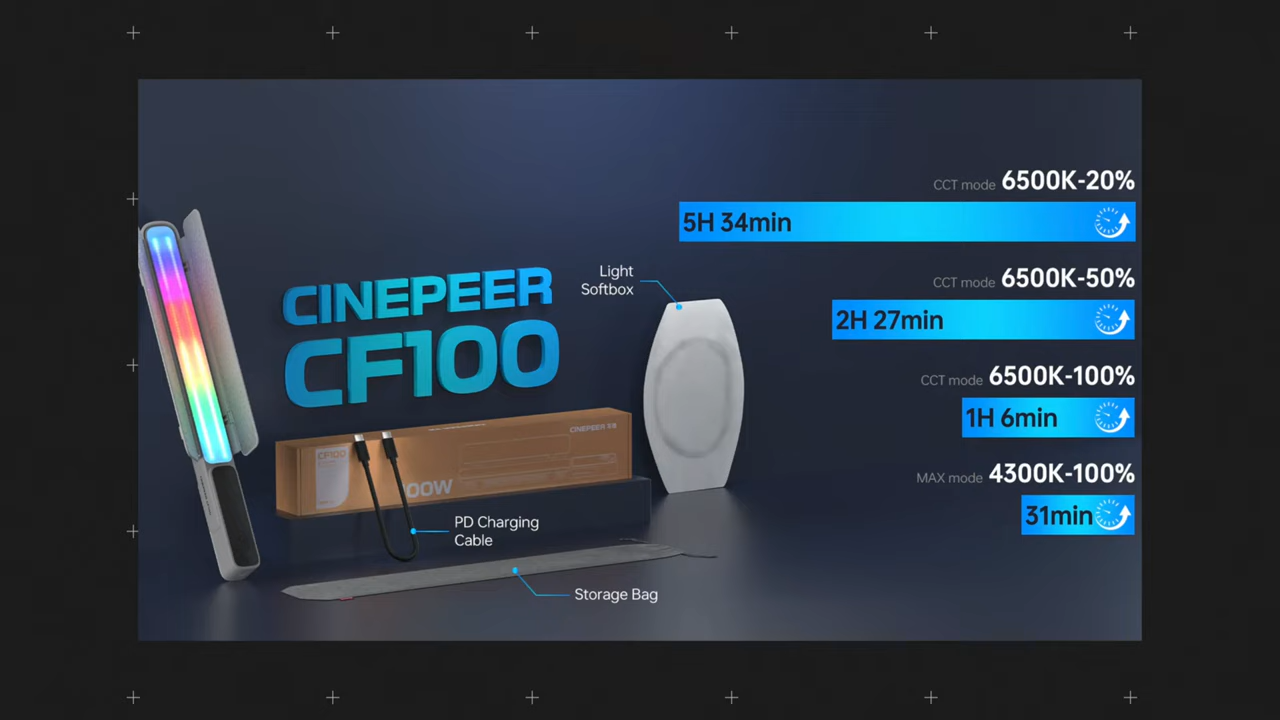 CINEPEER
CF100
Light
Softbox
CF100
CINEPEER
00W
PD Charging
Cable
Storage Bag
CCT mode 6500K-20%
5H 34min
CCT mode 6500K-50%
2H 27min
CCT mode 6500K-100%
1H 6min
MAX mode 4300K-100%
31min